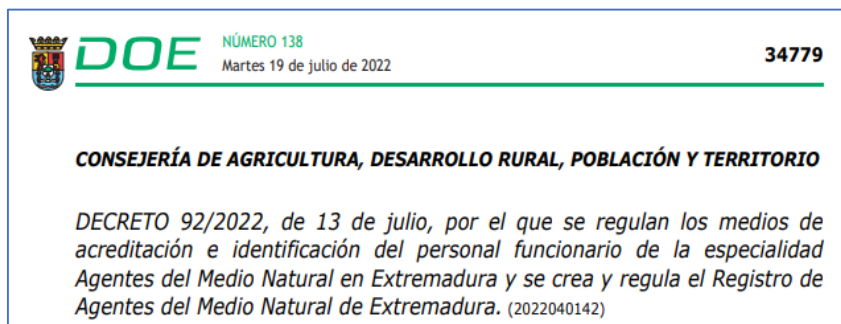 DOE
NÚMERO 138
Martes 19 de julio de 2022
34779
CONSEJERÍA DE AGRICULTURA, DESARROLLO RURAL, POBLACIÓN Y TERRITORIO
DECRETO 92/2022, de 13 de julio, por el que se regulan los medios de
acreditación e identificación del personal funcionario de la especialidad
Agentes del Medio Natural en Extremadura y se crea y regula el Registro de
Agentes del Medio Natural de Extremadura. (2022040142)